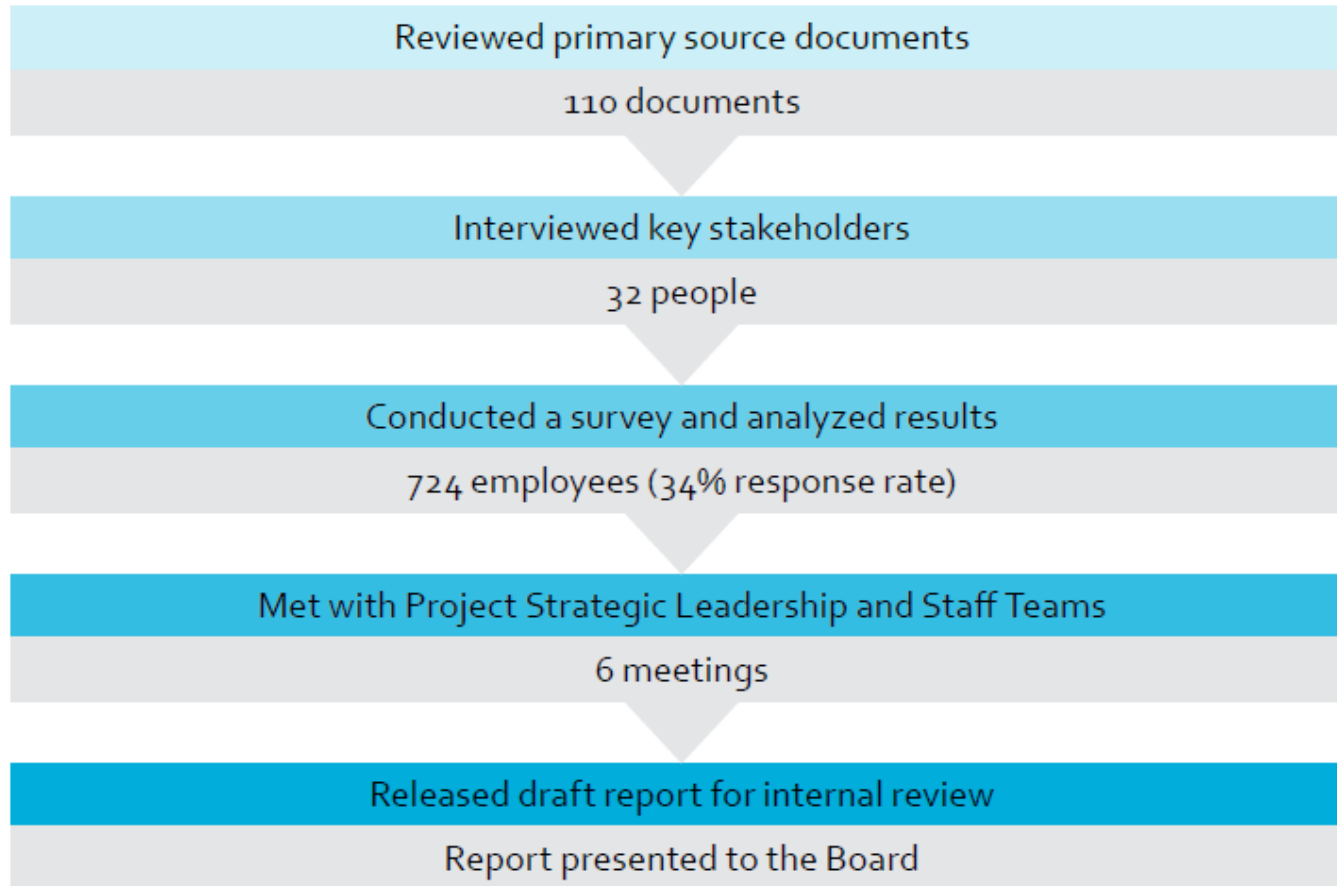 Reviewed primary source documents
110 documents
Interviewed key stakeholders
32 people
Conducted a survey and analyzed results
724 employees (34% response rate)
Met with Project Strategic Leadership and Staff Teams
6 meetings
Released draft report for internal review
Report presented to the Board